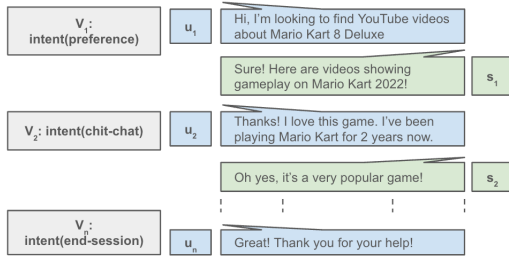 V1:
intent(preference)
u1
Hi, I'm looking to find YouTube videos
about Mario Kart 8 Deluxe
Sure! Here are videos showing
gameplay on Mario Kart 2022!
s1
V2: intent(chit-chat)
u2
Thanks! I love this game. I've been
playing Mario Kart for 2 years now.
Oh yes, it's a very popular game!
s2
Vn:
intent(end-session)
un
Great! Thank you for your help!